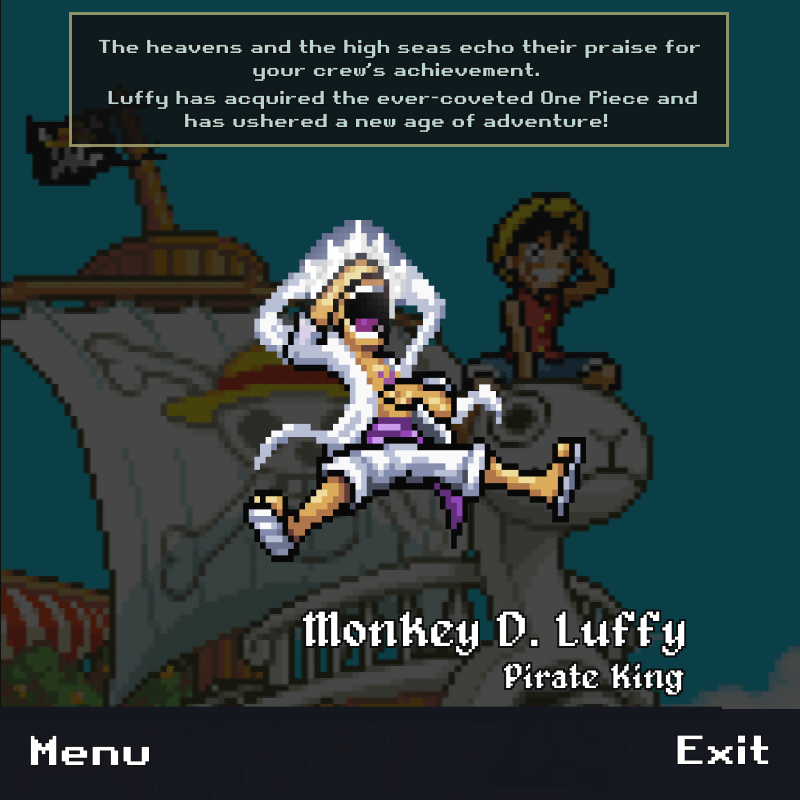 The heavens and the high seas echo their praise for
your crew's achievement.
Luffy has acquired the ever-coveted One Piece and
has ushered a new age of adventure!
Monkey D. Luffy
Pirate King
Menu
Exit